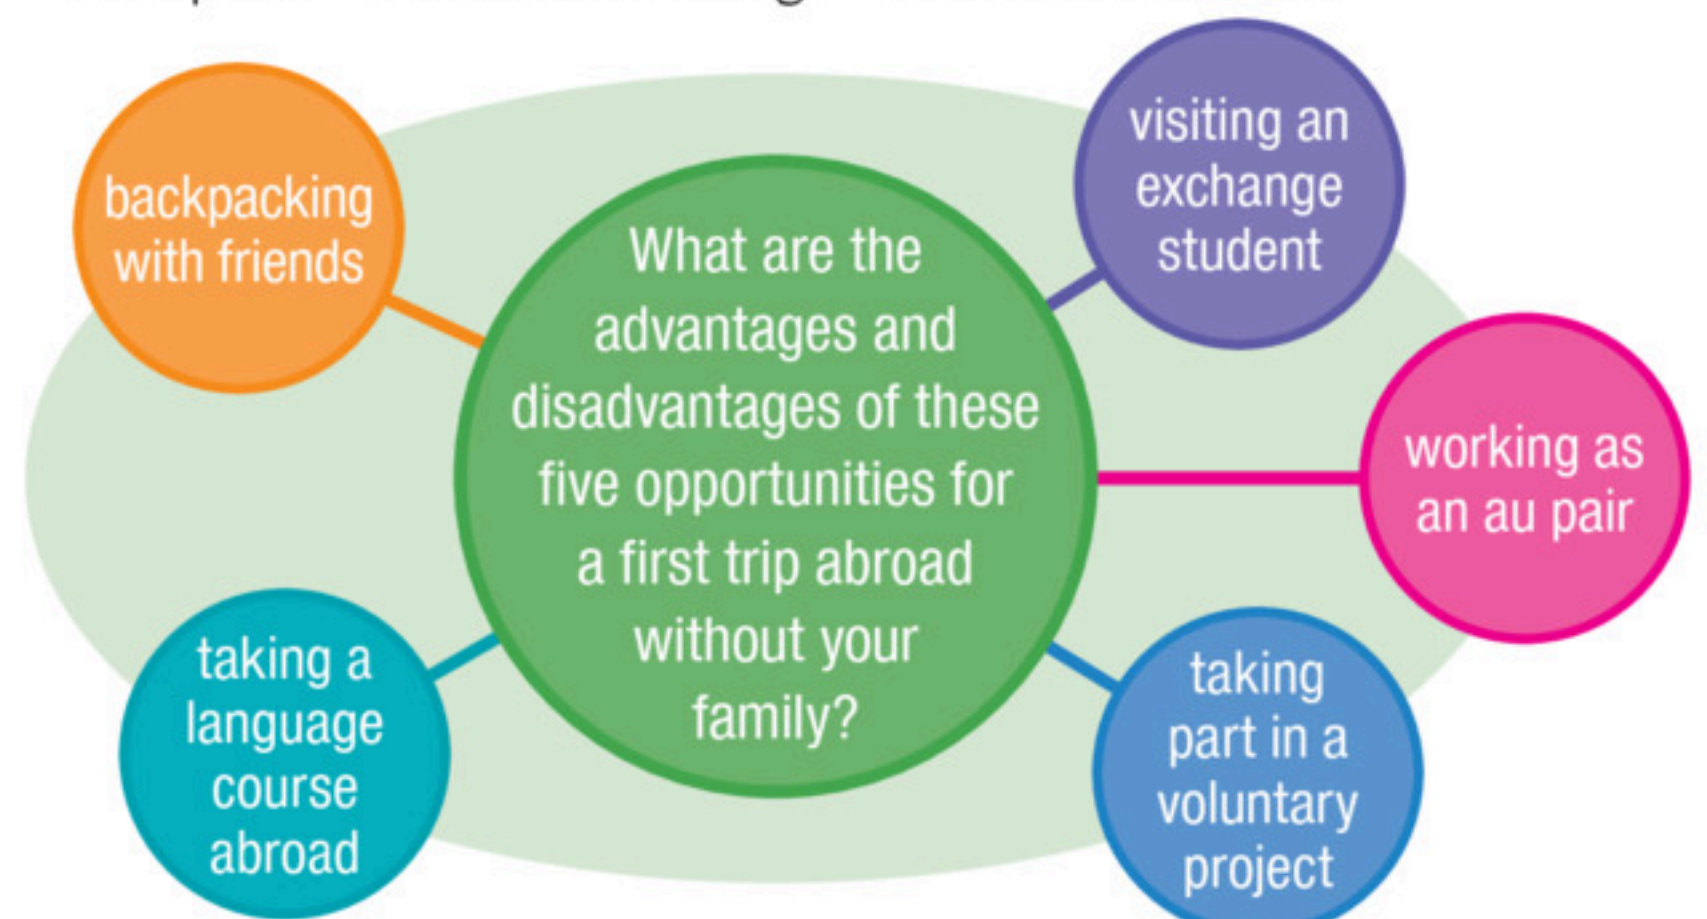 What are the
advantages and
disadvantages of these
five opportunities for
a first trip abroad
without your
family?
backpacking
with friends
visiting an
exchange
student
working as
an au pair
taking
part in a
voluntary
project
taking a
language
course
abroad